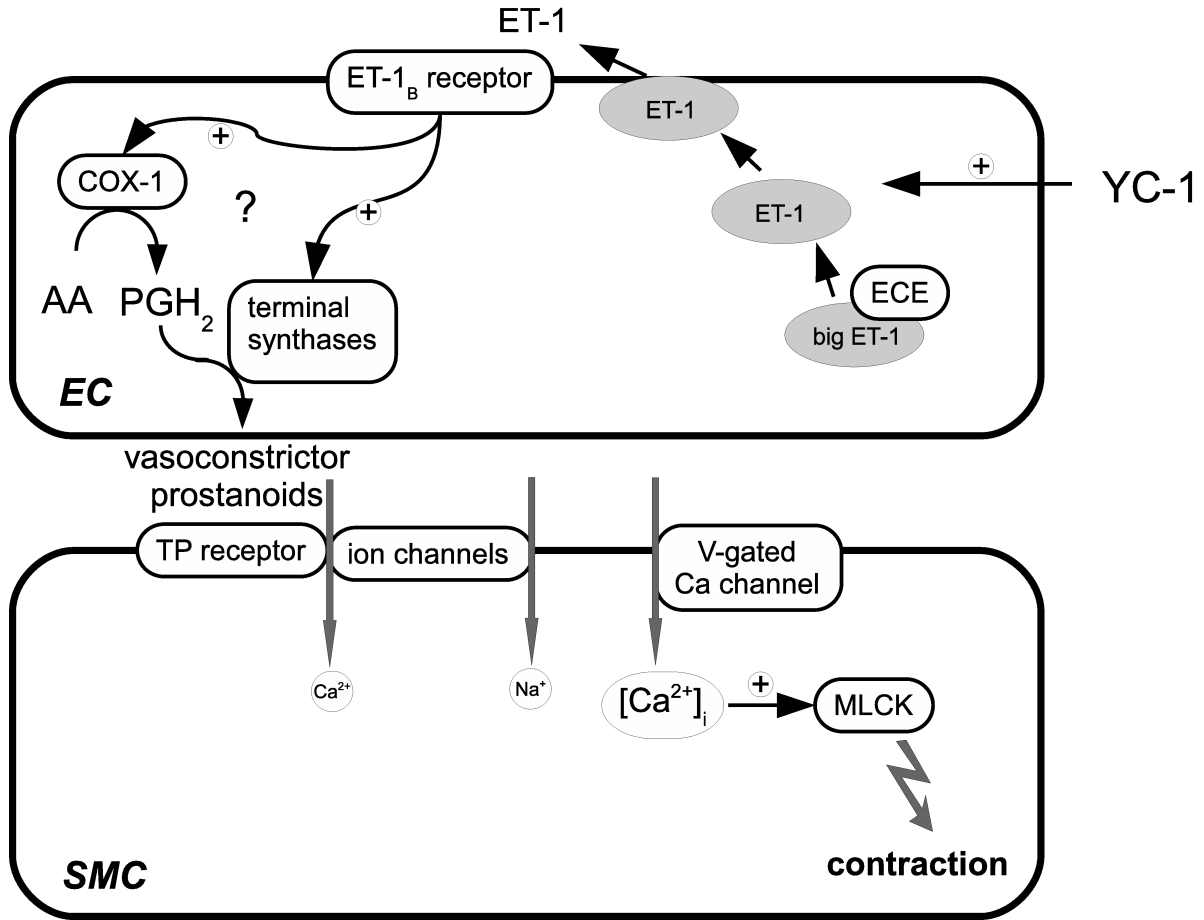 ET-1
ET-1B receptor
ET-1
+
COX-1
+
YC-1
?
+
ET-1
AA
PGH2
terminal
synthases
ECE
big ET-1
EC
vasoconstrictor
prostanoids
TP receptor
ion channels
V-gated
Ca channel
Ca2+
Na+
[Ca2+]i
+
MLCK
contraction
SMC